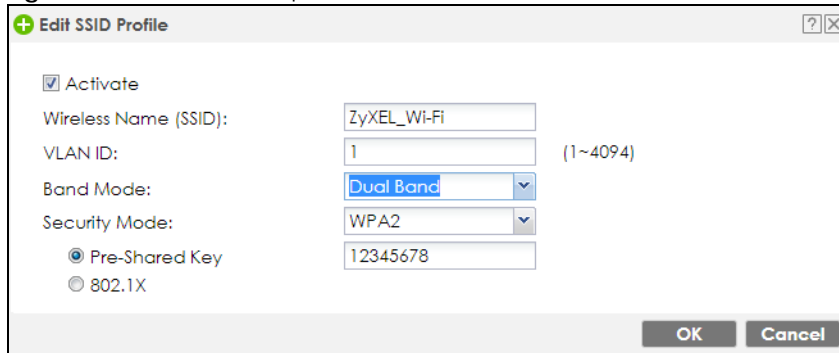 Edit SSID Profile ?
Activate
Wireless Name (SSID): ZyXEL_Wi-Fi
VLAN ID: 1 (1~4094)
Band Mode: Dual Band
Security Mode: WPA2
Pre-Shared Key 12345678
802.1X
OK Cancel